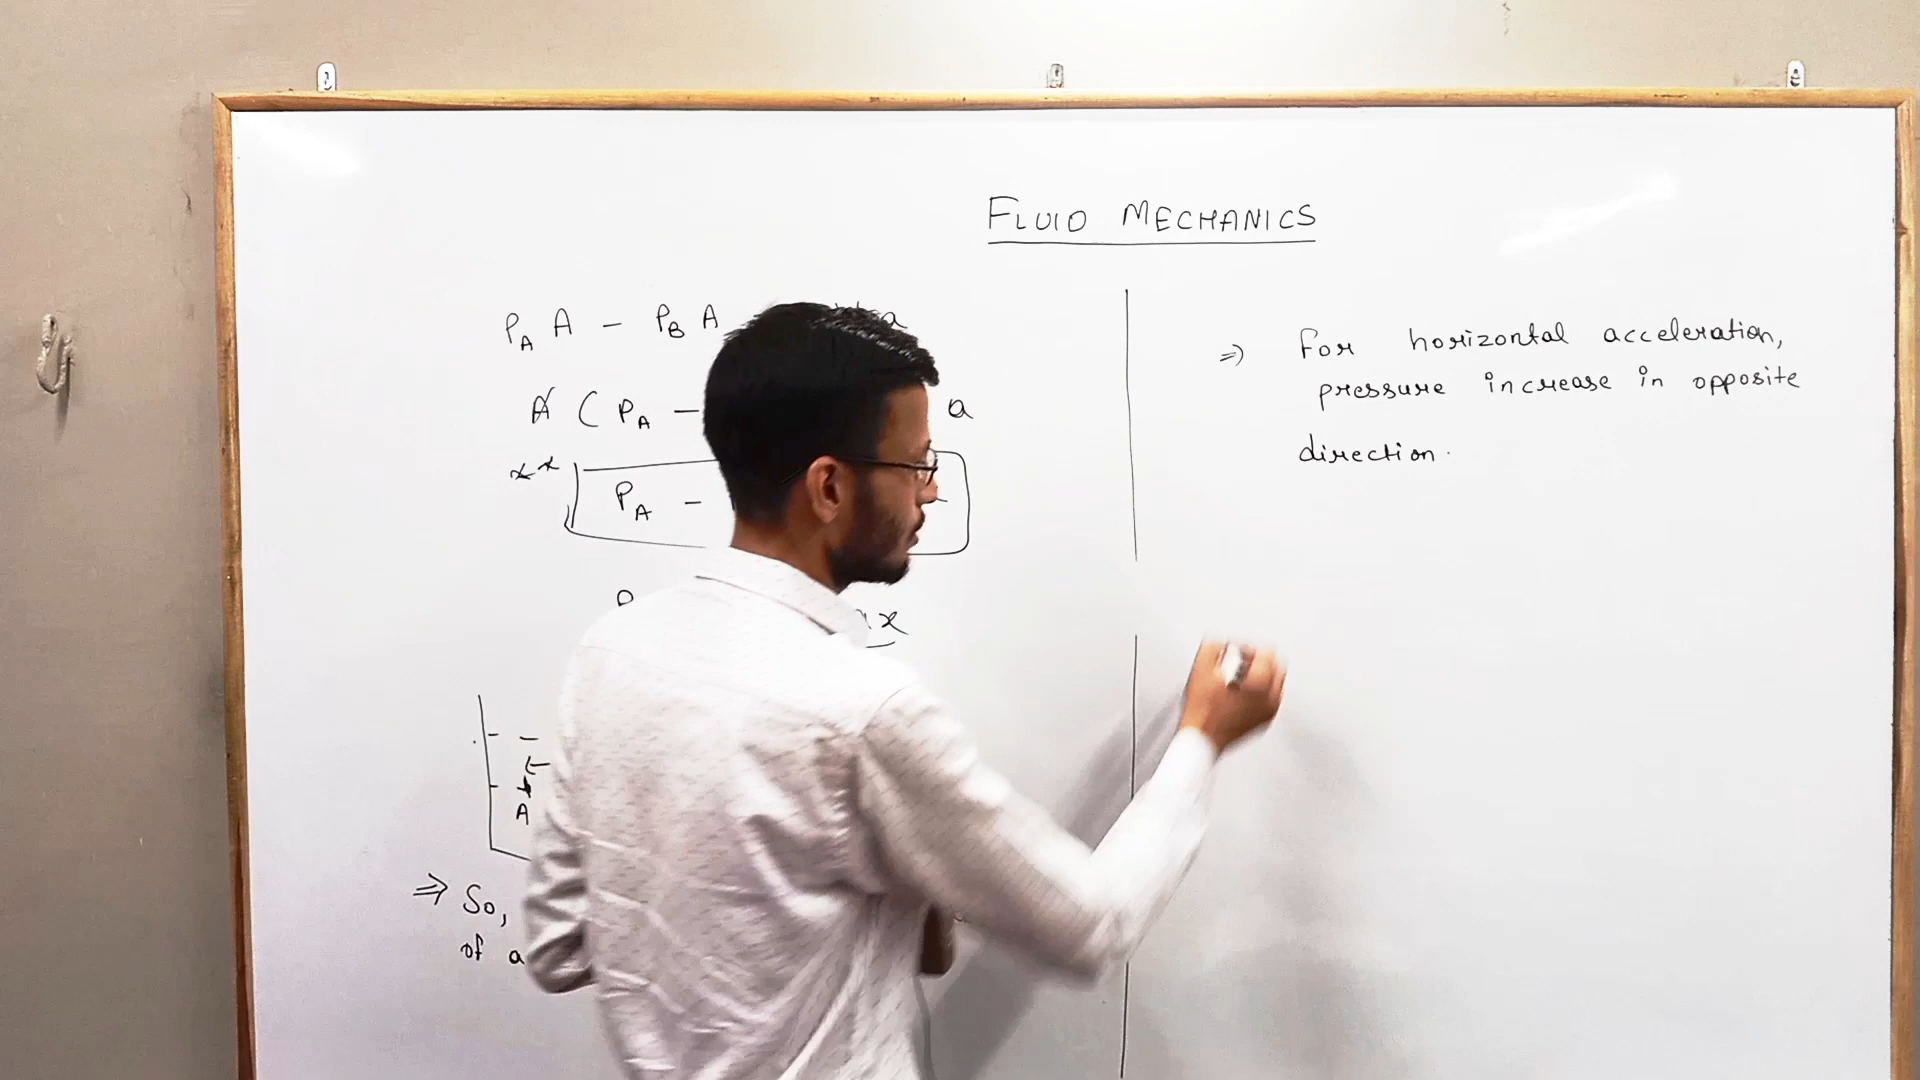 FLUID MECHANICS
P_A A - P_B A a
A ( P_A - a
** P_A -
P x
A
⇒ So,
of a
⇒ For horizontal acceleration,
pressure increase in opposite
direction.